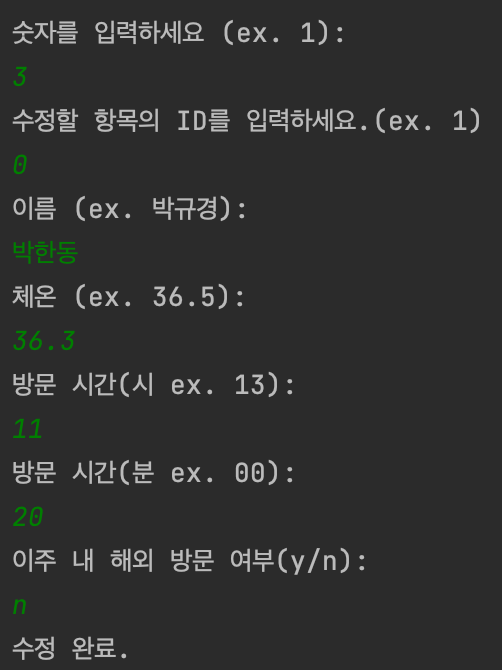 숫자를 입력하세요 (ex. 1):
3
수정할 항목의 ID를 입력하세요.(ex. 1)
0
이름 (ex. 박규경):
박한동
체온 (ex. 36.5):
36.3
방문 시간(시 ex. 13):
11
방문 시간(분 ex. 00):
20
이주 내 해외 방문 여부(y/n):
n
수정 완료.